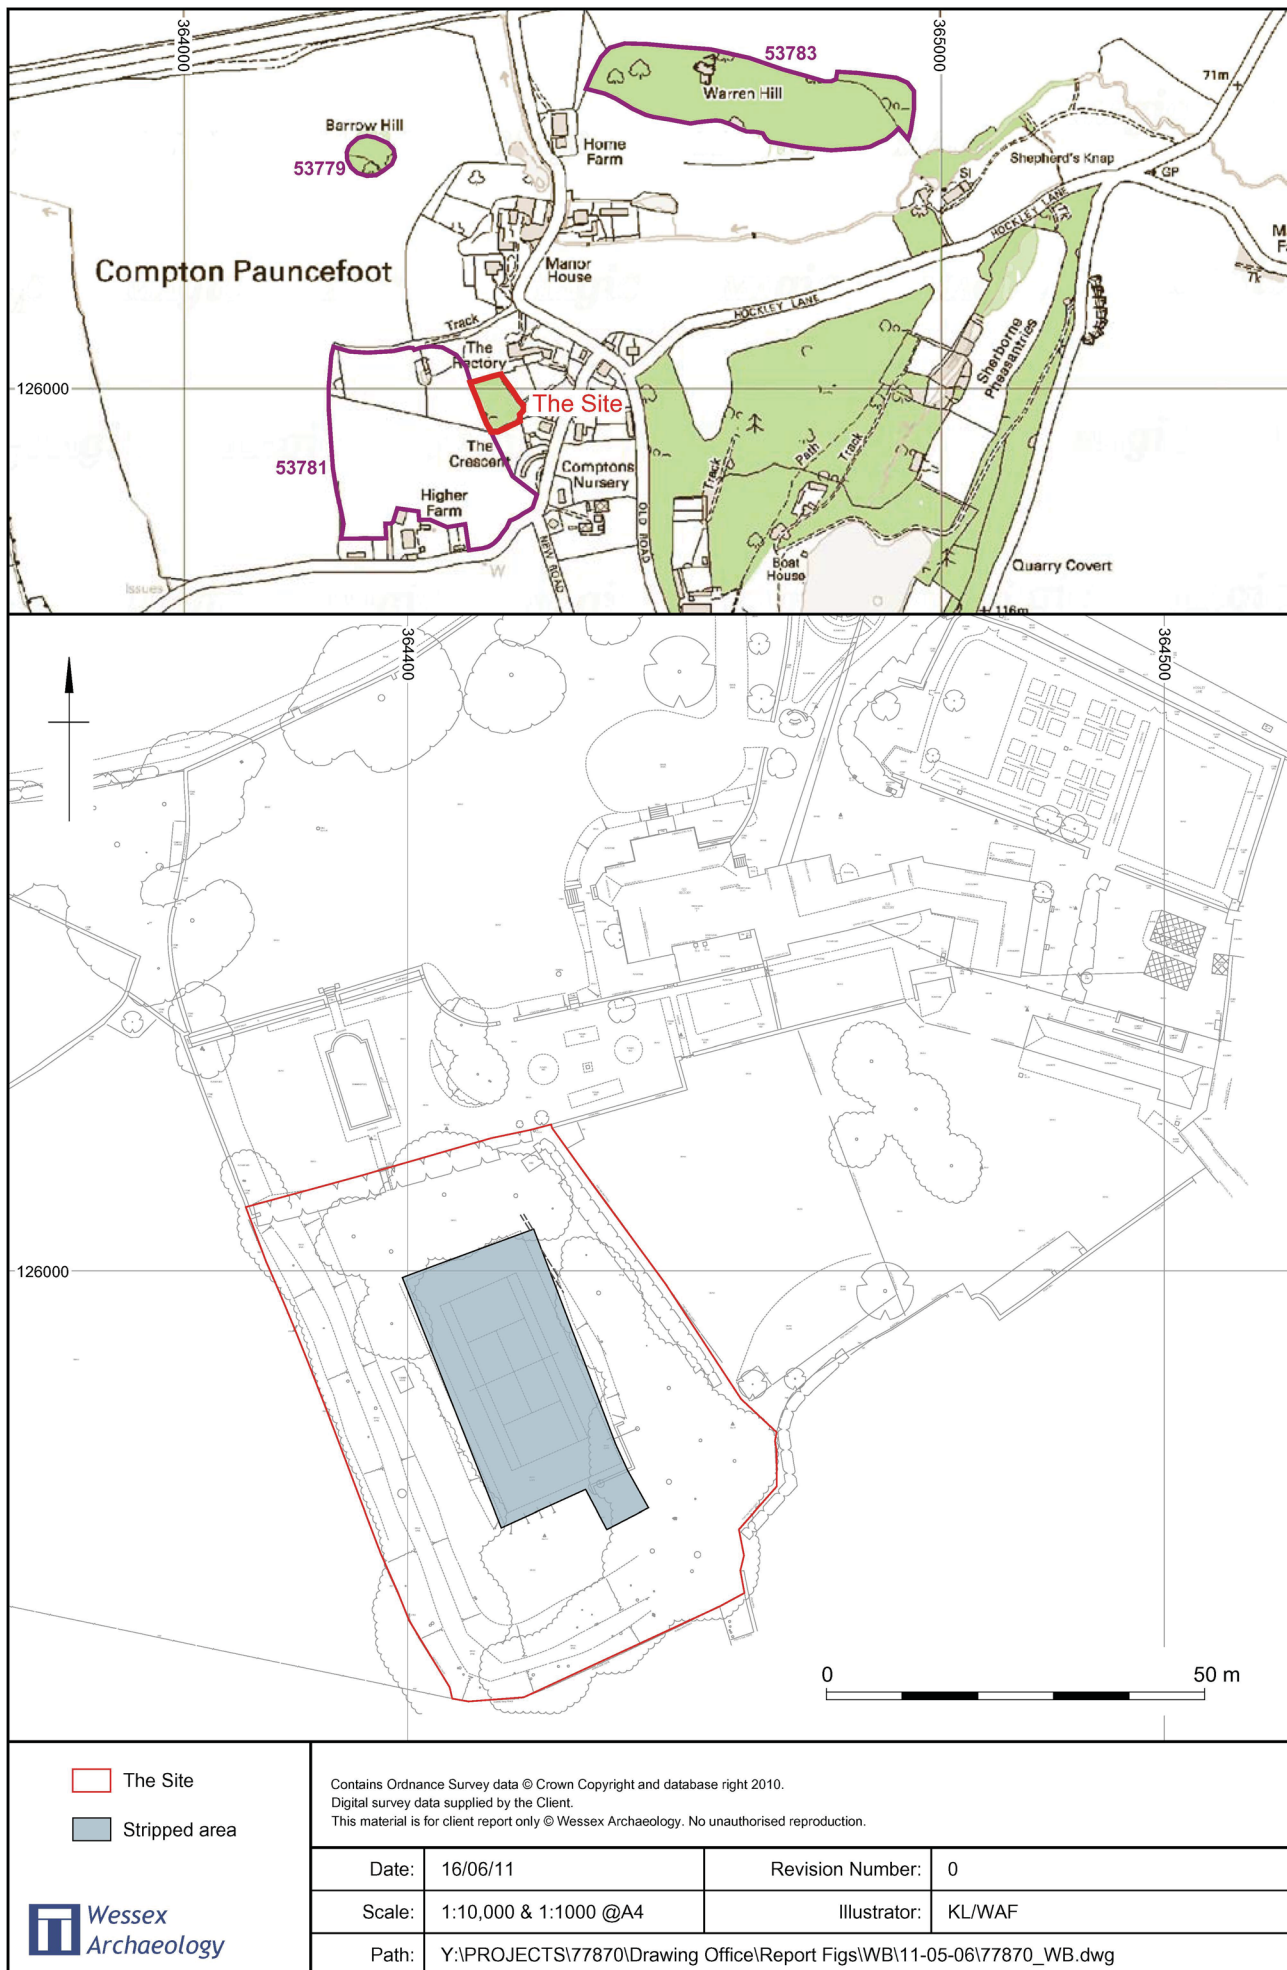 364000
365000
53783
Warren Hill
71m
Barrow Hill
53779
Home
Farm
Shepherd's Knap
SI
GP
HOCKLEY LANE
Compton Pauncefoot
Manor
House
M
F
Tk
Tk
HOCKLEY LANE
Track
The
Rectory
Sherborne
Pheasantries
126000
The Site
The
Crescent
Path
Track
Track
53781
Comptons
Nursery
Higher
Farm
OLD ROAD
NEW ROAD
Boat
House
Quarry Covert
Issues
W
116m
364400
364500
126000
0
50 m
The Site
Stripped area
Wessex
Archaeology
Contains Ordnance Survey data © Crown Copyright and database right 2010.
Digital survey data supplied by the Client.
This material is for client report only © Wessex Archaeology. No unauthorised reproduction.
Date: 16/06/11 Revision Number: 0
Scale: 1:10,000 & 1:1000 @A4 Illustrator: KL/WAF
Path: Y:\PROJECTS\77870\Drawing Office\Report Figs\WB\11-05-06\77870_WB.dwg